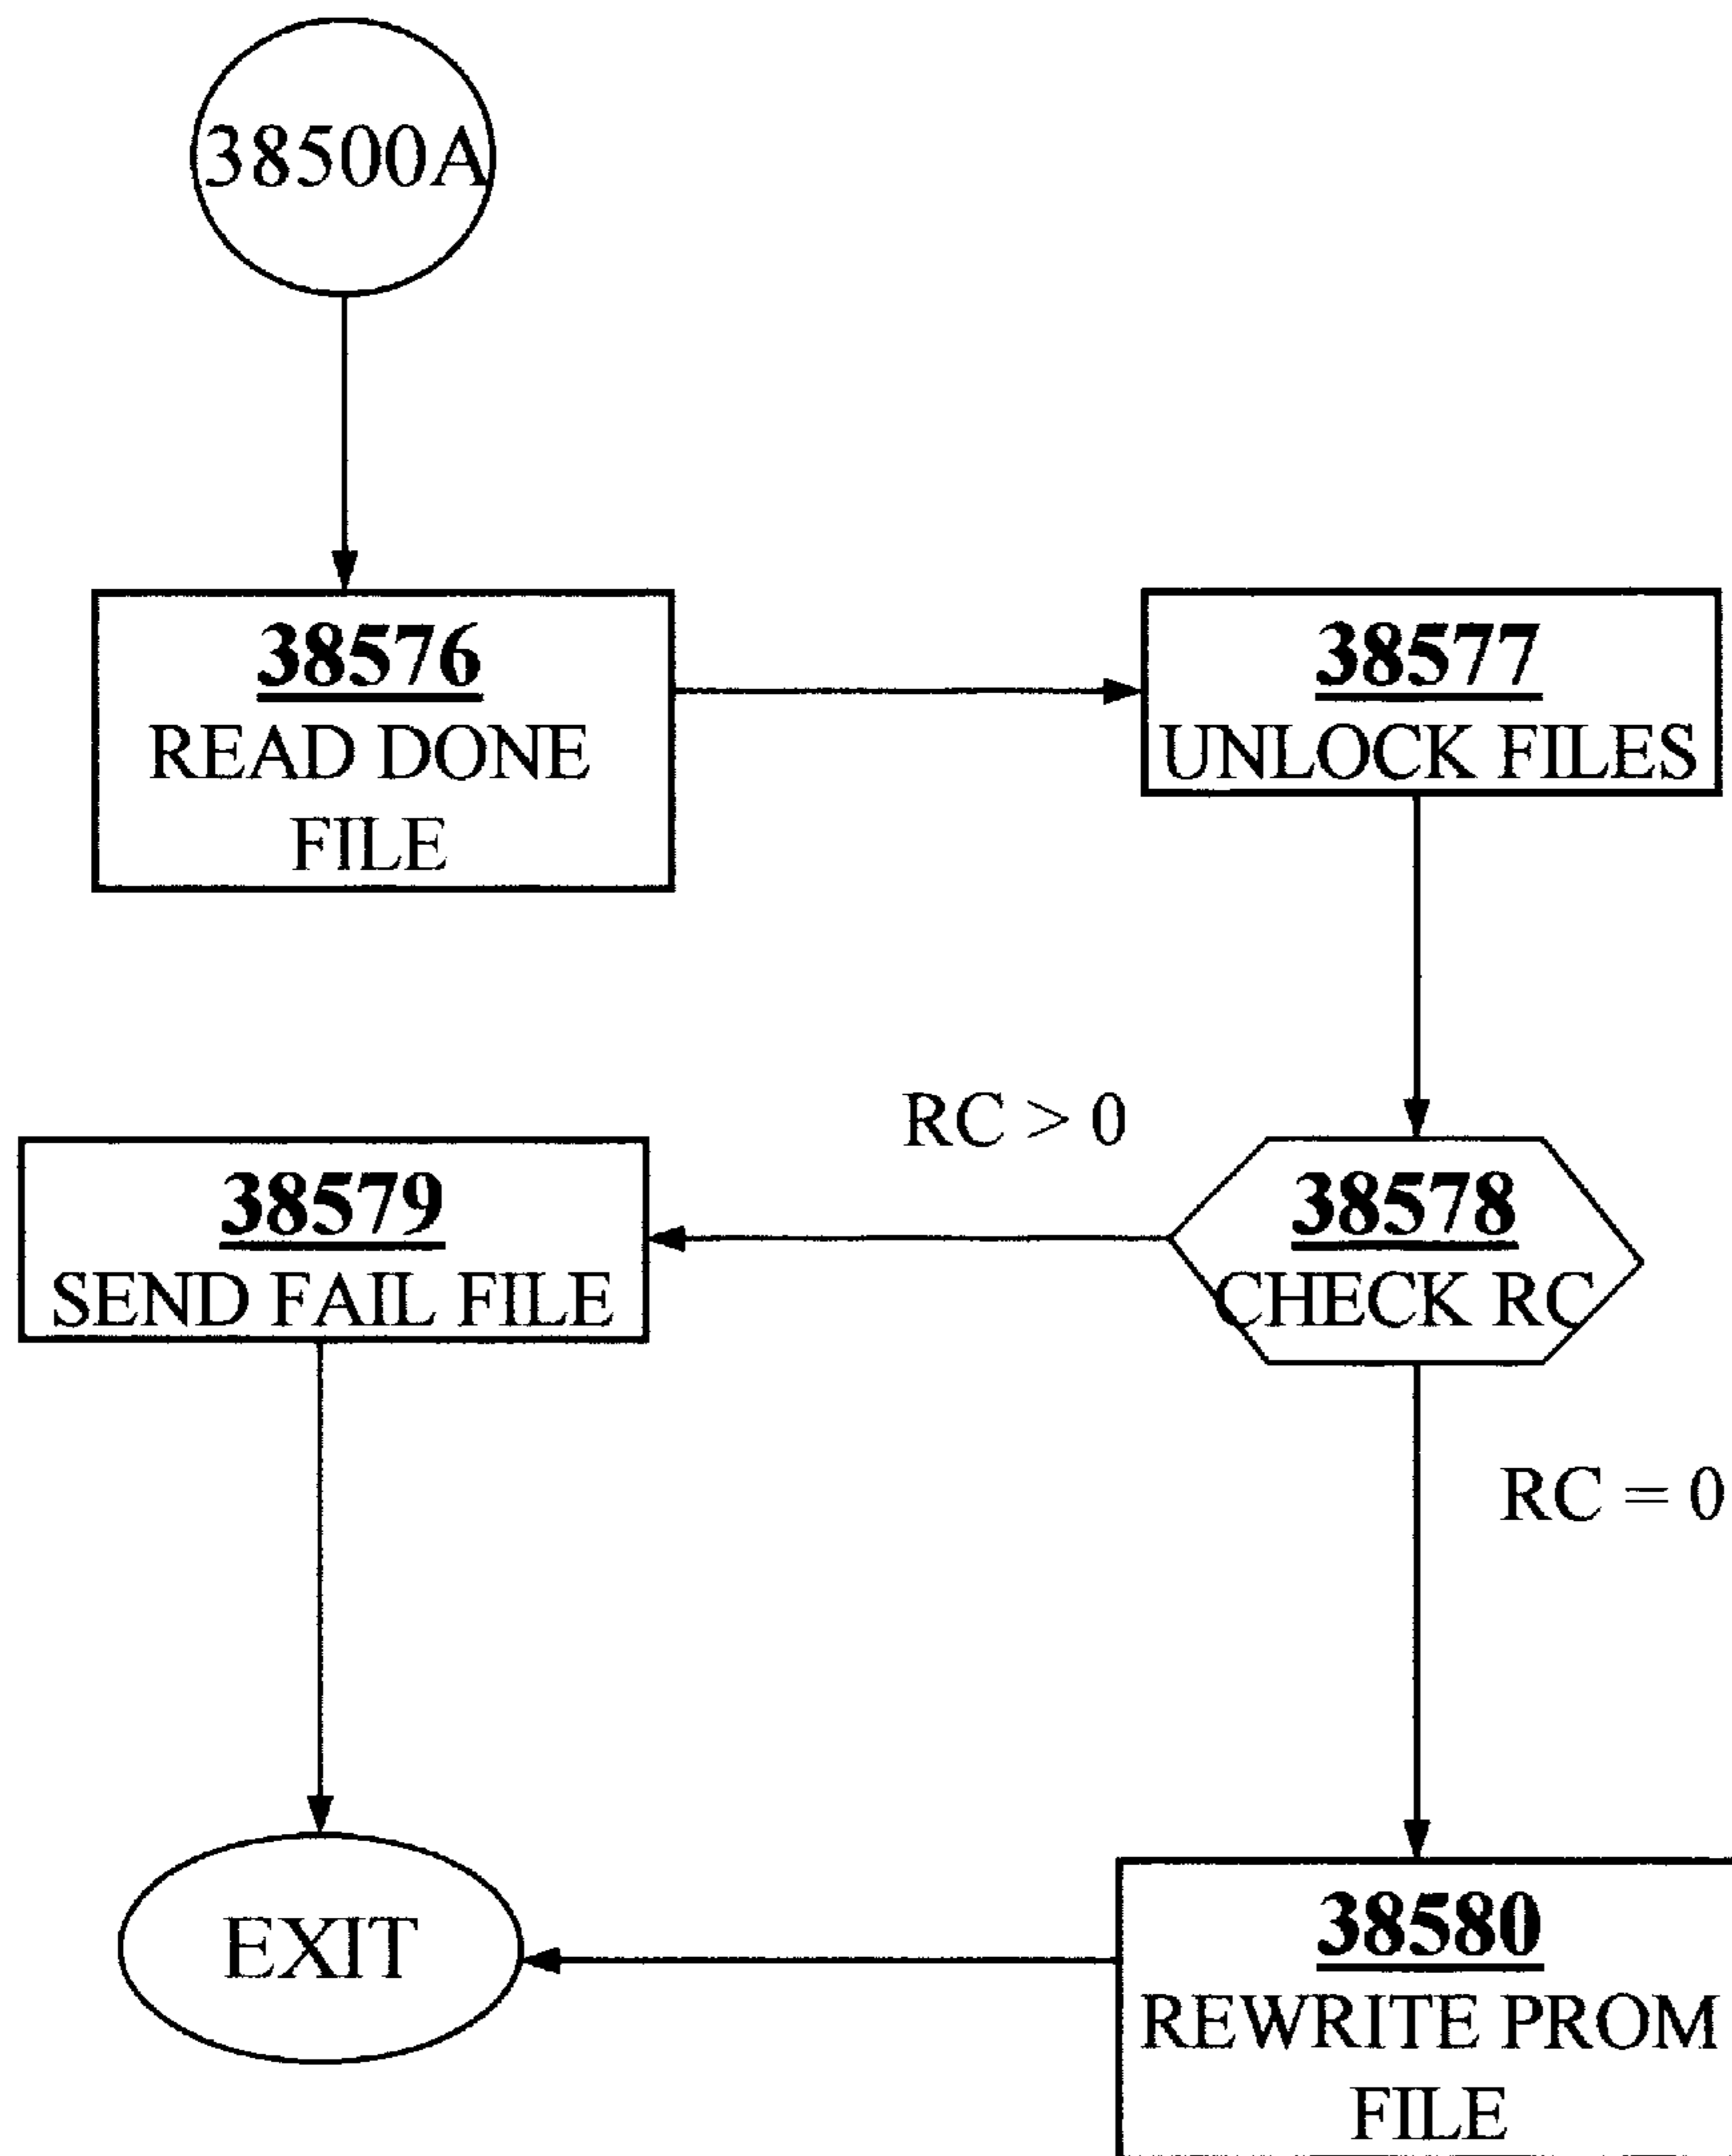 38500A
38576
READ DONE
FILE
38577
UNLOCK FILES
RC > 0
38578
CHECK RC
38579
SEND FAIL FILE
RC = 0
EXIT
38580
REWRITE PROM
FILE